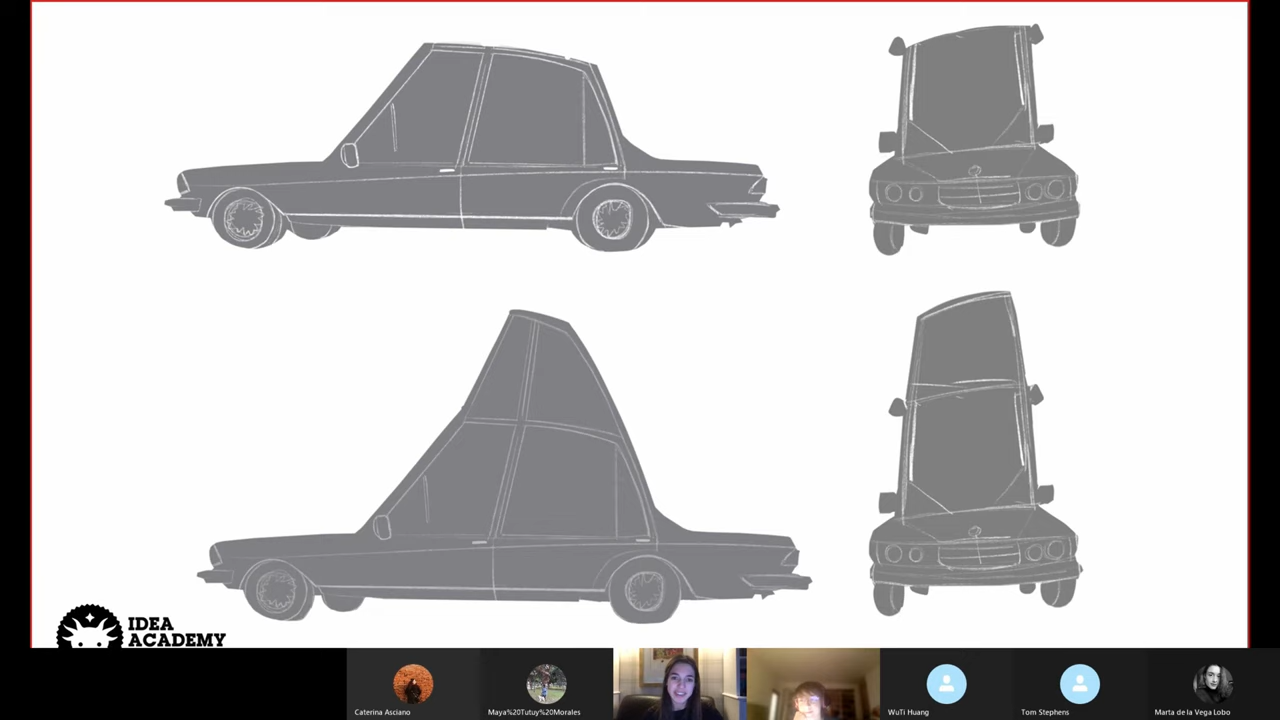 IDEA
ACADEMY
Caterina Asciano
Maya%20Tutuy%20Morales
WuTi Huang
Tom Stephens
Marta de la Vega Lobo